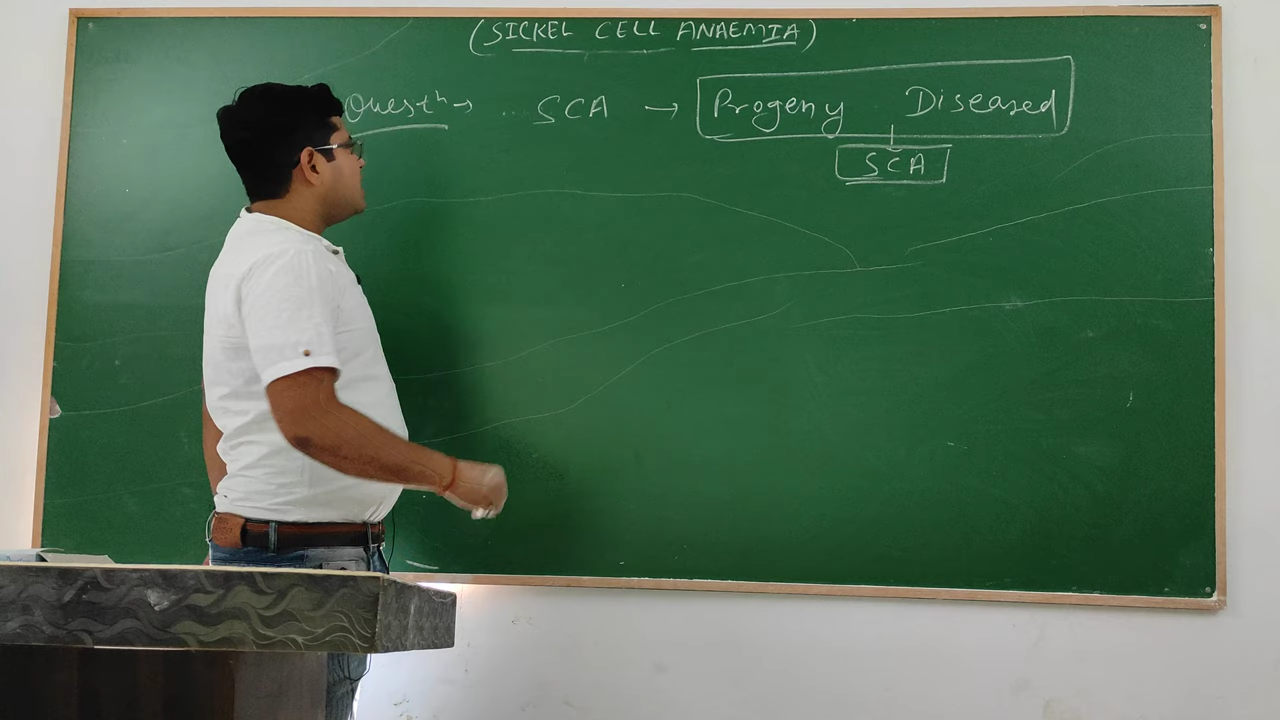 (SICKEL CELL ANAEMIA)
Quesᵗⁿ → .. SCA → Progeny Diseased
SCA